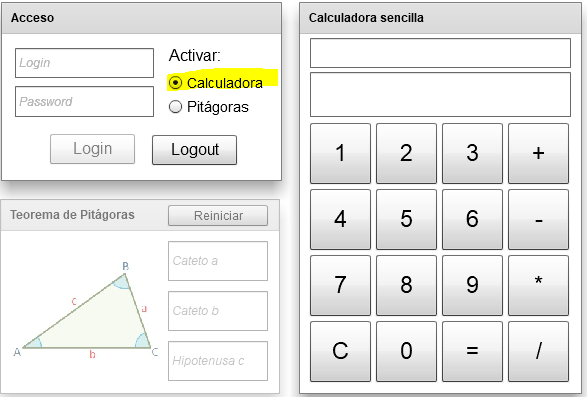 Acceso
Login
Password
Activar:
Calculadora
Pitágoras
Login
Logout
Teorema de Pitágoras
Reiniciar
B
c
a
A
b
C
Cateto a
Cateto b
Hipotenusa c
Calculadora sencilla
1 2 3 +
4 5 6 -
7 8 9 *
C 0 = /